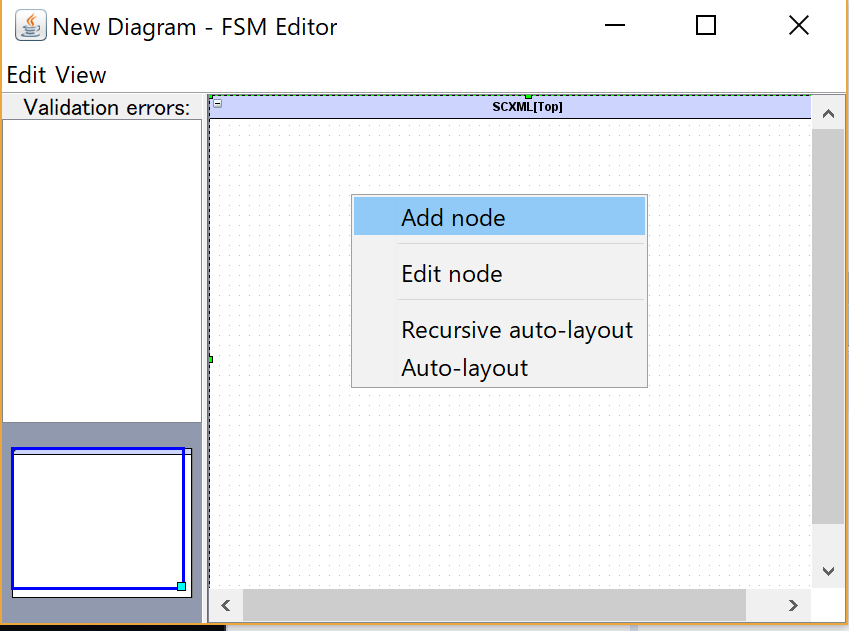 New Diagram - FSM Editor
Edit View
Validation errors:
SCXML[Top]
Add node
Edit node
Recursive auto-layout
Auto-layout